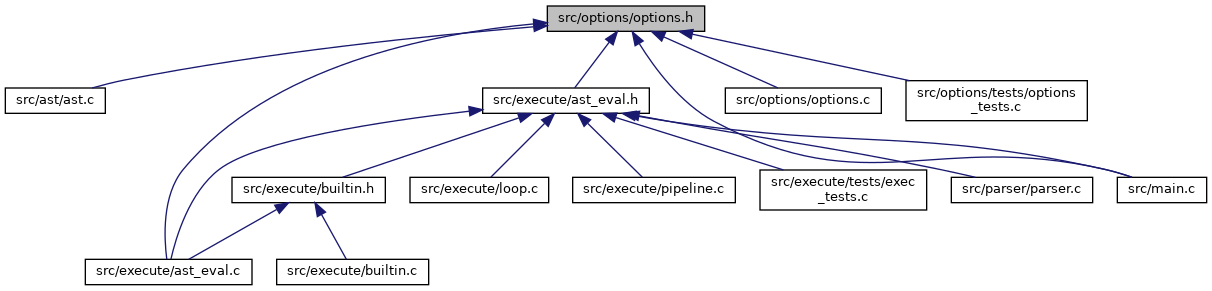 src/options/options.h
src/ast/ast.c
src/execute/ast_eval.h
src/options/options.c
src/options/tests/options
_tests.c
src/execute/builtin.h
src/execute/loop.c
src/execute/pipeline.c
src/execute/tests/exec
_tests.c
src/parser/parser.c
src/main.c
src/execute/ast_eval.c
src/execute/builtin.c